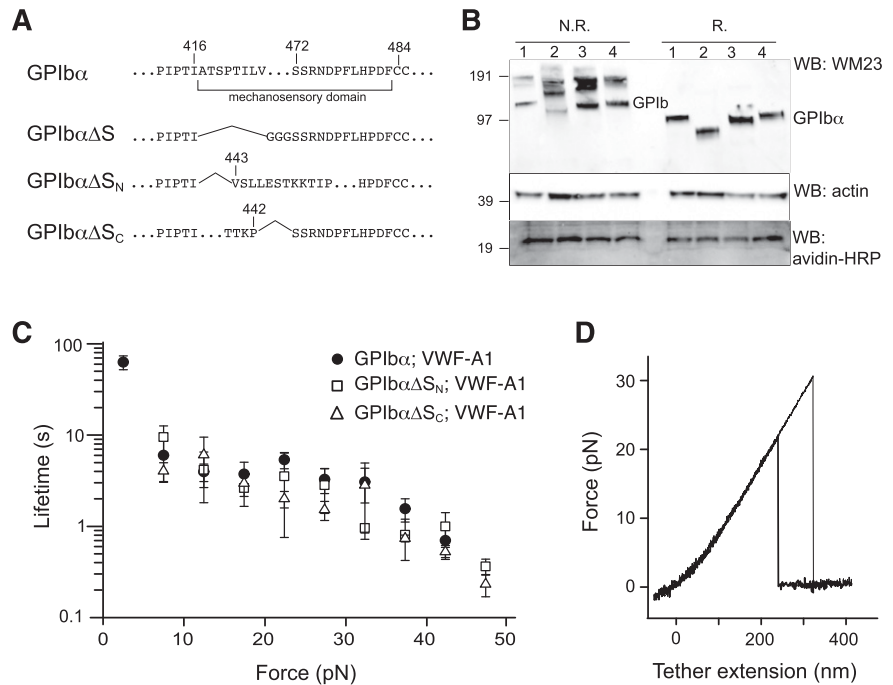 A
416 472 484
GPIbα ...PIPTIATSPTILV...SSRNDPFLHPDFCC...
mechanosensory domain
GPIbαΔS ...PIPTI GGGSSRNDPFLHPDFCC...
443
GPIbαΔSN ...PIPTI VSLLESTKKTIP...HPDFCC...
442
GPIbαΔSC ...PIPTI...TTKP SSRNDPFLHPDFCC...
B
N.R. R.
1 2 3 4 1 2 3 4
WB: WM23
191
GPIb
97
GPIbα
39
WB: actin
19
WB:
avidin-HRP
C
Lifetime (s)
100
10
1
0.1
0 10 20 30 40 50
Force (pN)
GPIbα; VWF-A1
GPIbαΔSN; VWF-A1
GPIbαΔSC; VWF-A1
D
Force (pN)
30
20
10
0
0 200 400
Tether extension (nm)